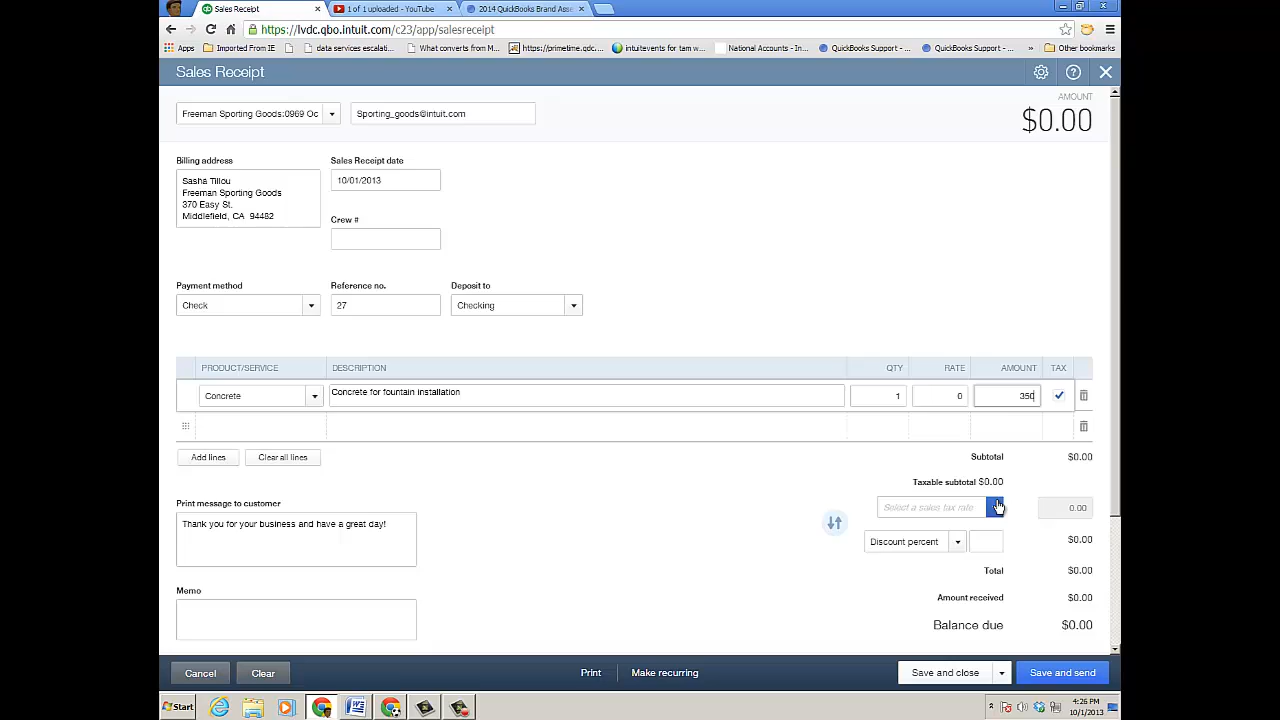 Sales Receipt
1 of 1 uploaded - YouTube
2014 QuickBooks Brand Asse
https://lvdc.qbo.intuit.com/c23/app/salesreceipt
Apps
Imported From IE
data services escalati...
What converts from M...
https://primetime.qdc....
intuitevents for tam w...
National Accounts - In...
QuickBooks Support - ...
QuickBooks Support - ...
»
Other bookmarks
Sales Receipt
Freeman Sporting Goods:0969 Oc
Sporting_goods@intuit.com
AMOUNT
$0.00
Billing address
Sales Receipt date
Sasha Tillou
Freeman Sporting Goods
370 Easy St.
Middlefield, CA 94482
10/01/2013
Crew #
Payment method
Reference no.
Deposit to
Check
27
Checking
PRODUCT/SERVICE
DESCRIPTION
QTY
RATE
AMOUNT
TAX
Concrete
Concrete for fountain installation
1
0
350
Add lines
Clear all lines
Subtotal
$0.00
Taxable subtotal $0.00
Print message to customer
Select a sales tax rate
0.00
Thank you for your business and have a great day!
Discount percent
$0.00
Total
$0.00
Memo
Amount received
$0.00
Balance due
$0.00
Cancel
Clear
Print
Make recurring
Save and close
Save and send
Start
4:26 PM
10/1/2013